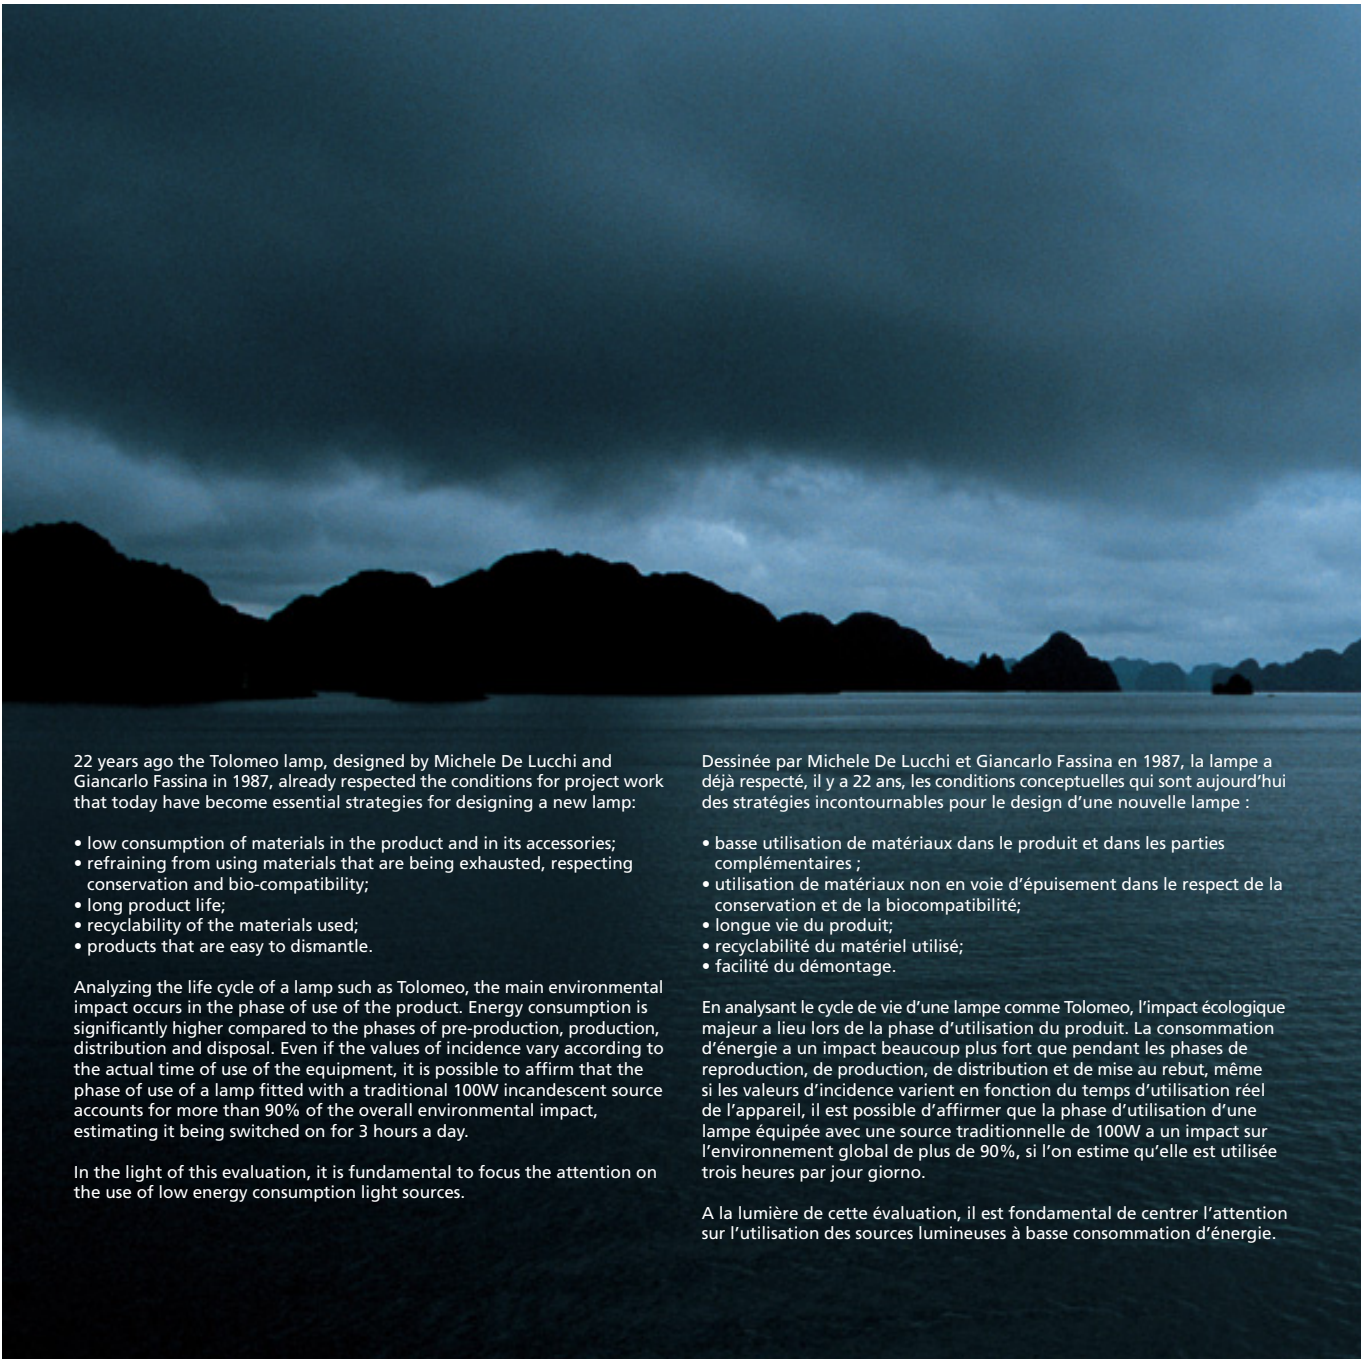 22 years ago the Tolomeo lamp, designed by Michele De Lucchi and
Giancarlo Fassina in 1987, already respected the conditions for project work
that today have become essential strategies for designing a new lamp:
• low consumption of materials in the product and in its accessories;
• refraining from using materials that are being exhausted, respecting
conservation and bio-compatibility;
• long product life;
• recyclability of the materials used;
• products that are easy to dismantle.
Analyzing the life cycle of a lamp such as Tolomeo, the main environmental
impact occurs in the phase of use of the product. Energy consumption is
significantly higher compared to the phases of pre-production, production,
distribution and disposal. Even if the values of incidence vary according to
the actual time of use of the equipment, it is possible to affirm that the
phase of use of a lamp fitted with a traditional 100W incandescent source
accounts for more than 90% of the overall environmental impact,
estimating it being switched on for 3 hours a day.
In the light of this evaluation, it is fundamental to focus the attention on
the use of low energy consumption light sources.
Dessinée par Michele De Lucchi et Giancarlo Fassina en 1987, la lampe a
déjà respecté, il y a 22 ans, les conditions conceptuelles qui sont aujourd’hui
des stratégies incontournables pour le design d’une nouvelle lampe :
• basse utilisation de matériaux dans le produit et dans les parties
complémentaires ;
• utilisation de matériaux non en voie d’épuisement dans le respect de la
conservation et de la biocompatibilité;
• longue vie du produit;
• recyclabilité du matériel utilisé;
• facilité du démontage.
En analysant le cycle de vie d’une lampe comme Tolomeo, l’impact écologique
majeur a lieu lors de la phase d’utilisation du produit. La consommation
d’énergie a un impact beaucoup plus fort que pendant les phases de
reproduction, de production, de distribution et de mise au rebut, même
si les valeurs d’incidence varient en fonction du temps d’utilisation réel
de l’appareil, il est possible d’affirmer que la phase d’utilisation d’une
lampe équipée avec une source traditionnelle de 100W a un impact sur
l’environnement global de plus de 90%, si l’on estime qu’elle est utilisée
trois heures par jour giorno.
A la lumière de cette évaluation, il est fondamental de centrer l’attention
sur l’utilisation des sources lumineuses à basse consommation d’énergie.